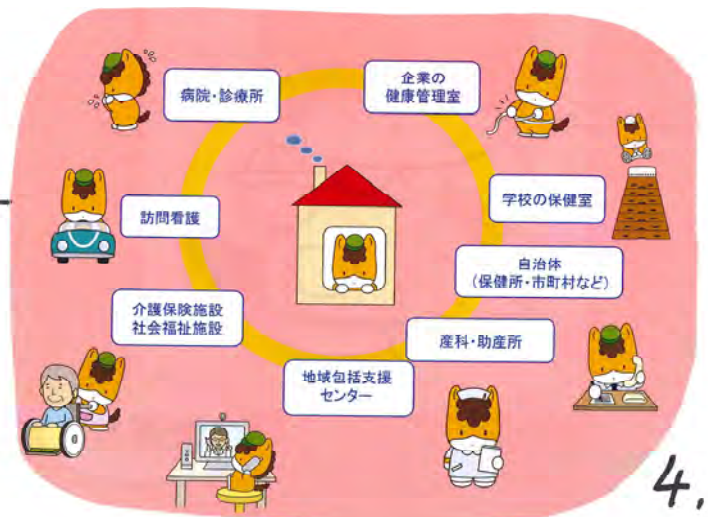 病院・診療所
企業の
健康管理室
訪問看護
学校の保健室
自治体
(保健所・市町村など)
介護保険施設
社会福祉施設
産科・助産所
地域包括支援
センター
4.